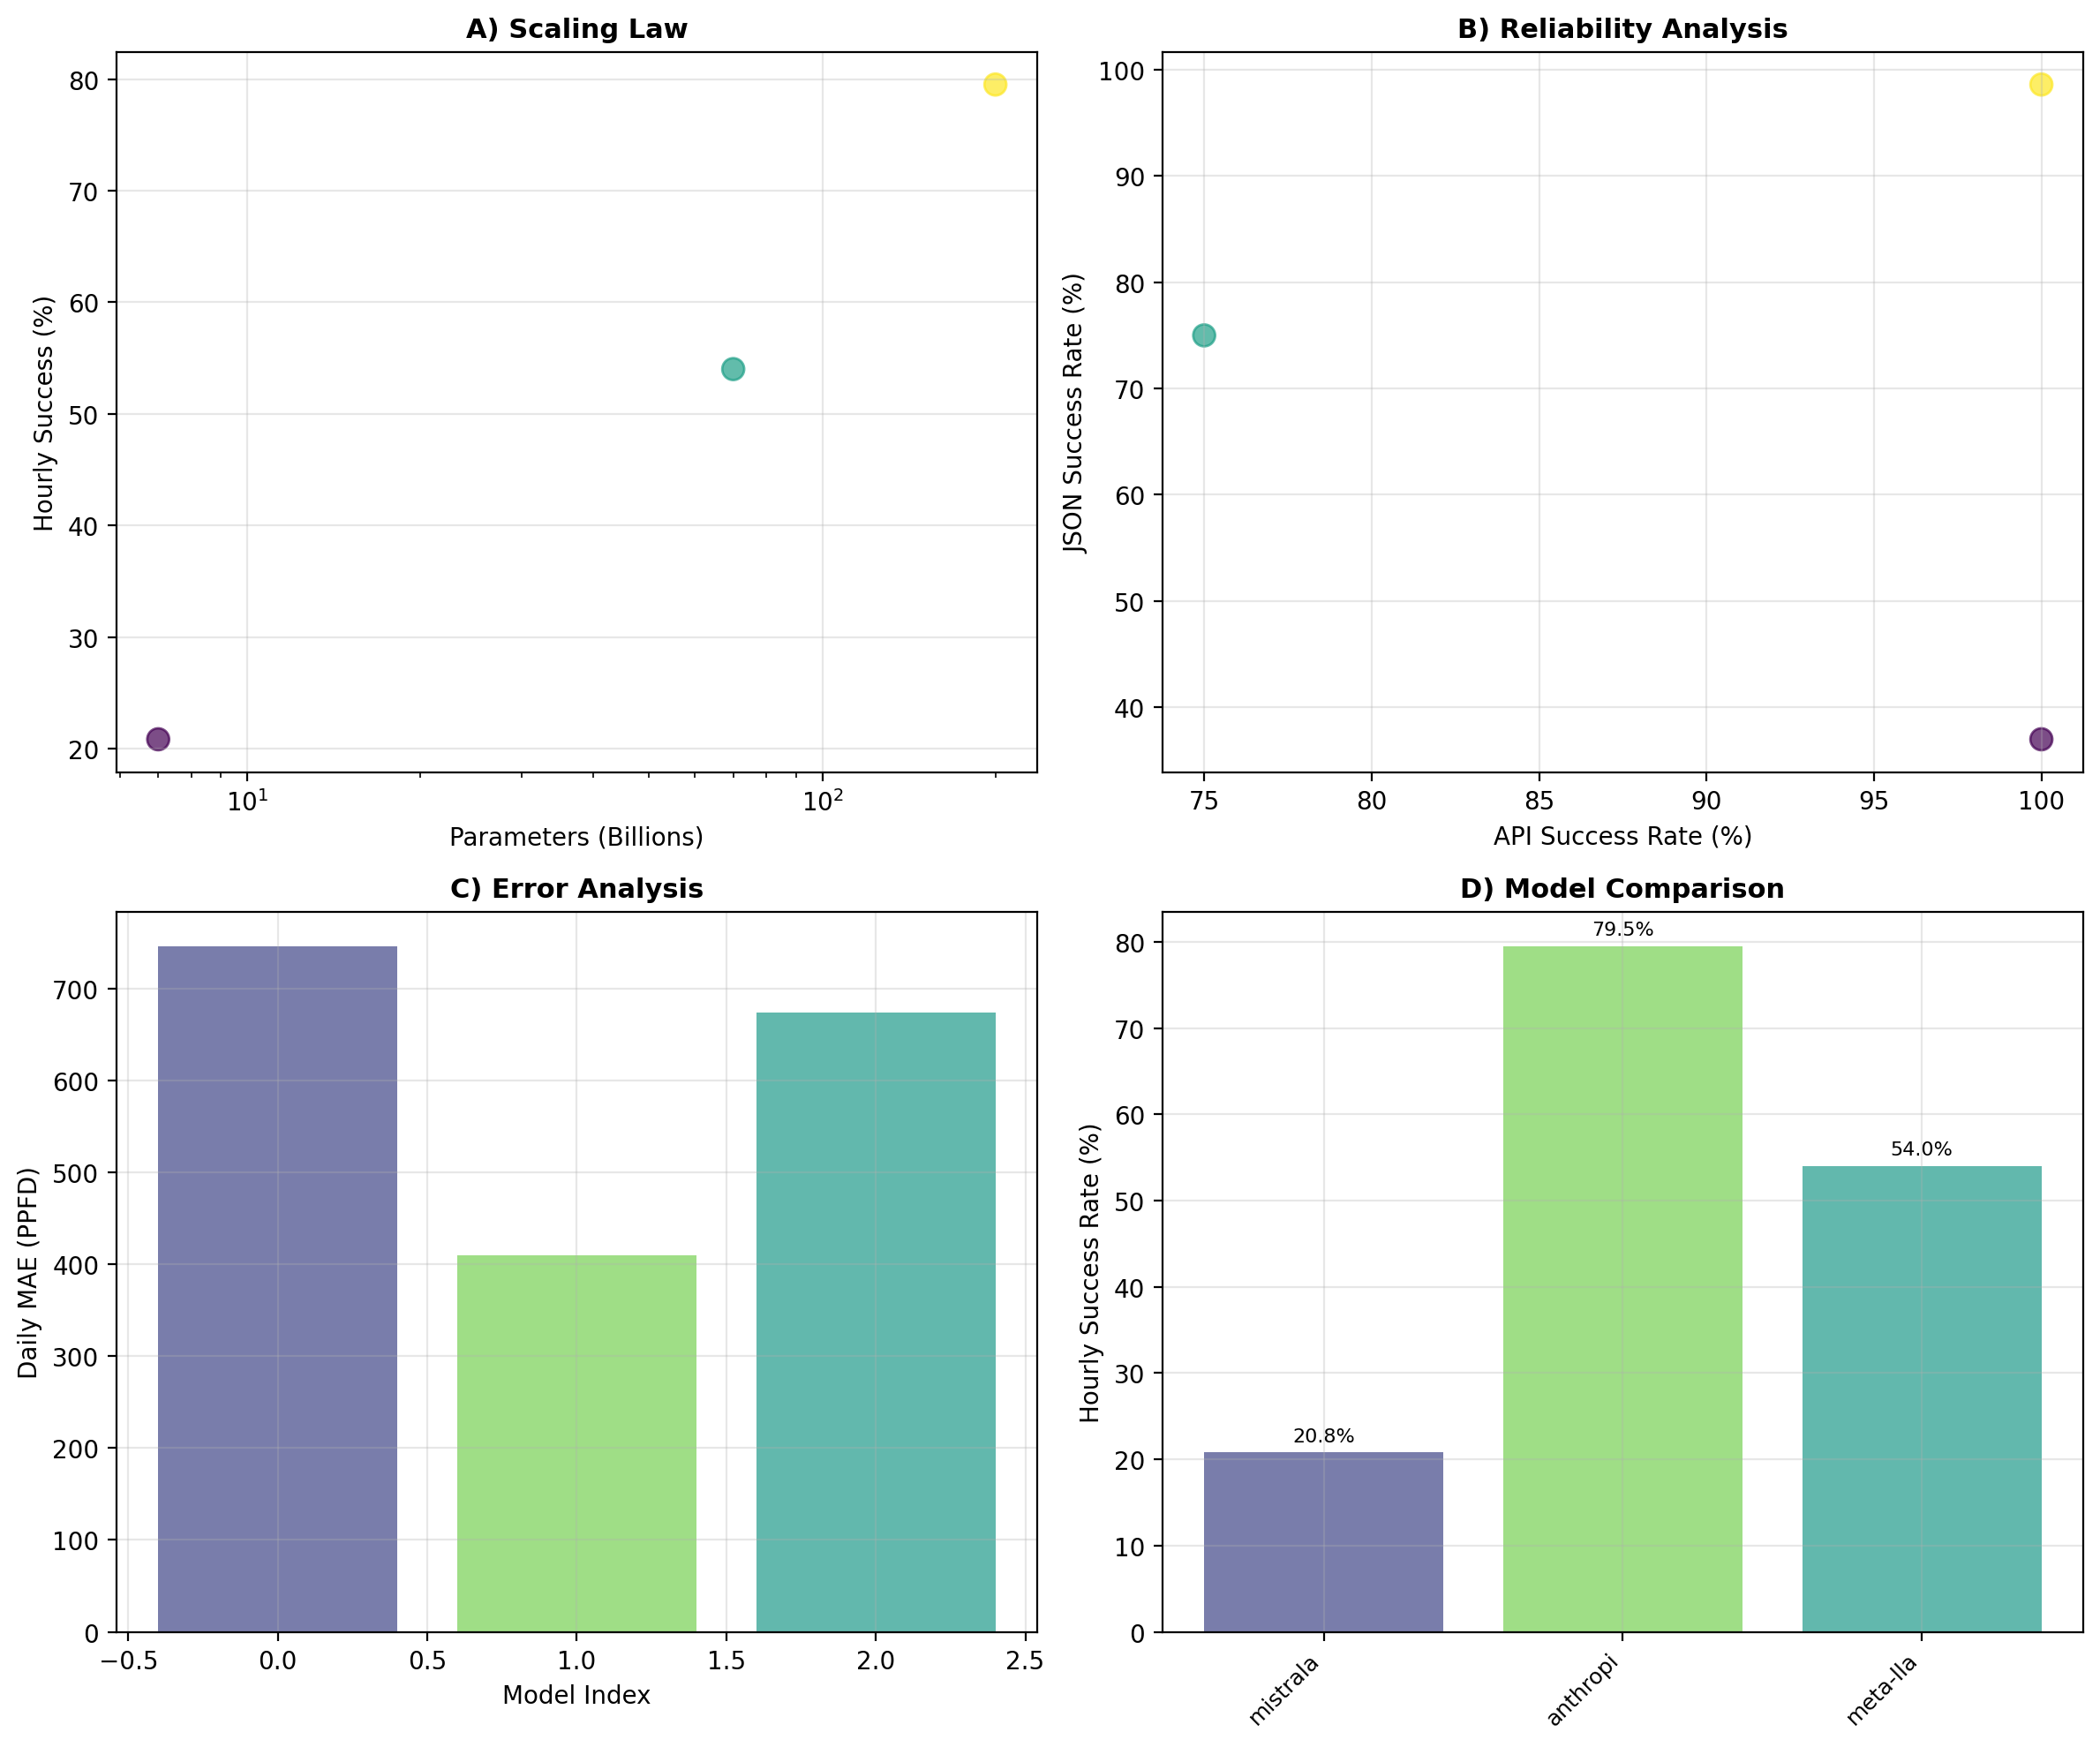 A) Scaling Law
80
70
60
50
40
30
20
Hourly Success (%)
10¹
10²
Parameters (Billions)
B) Reliability Analysis
100
90
80
70
60
50
40
JSON Success Rate (%)
75 80 85 90 95 100
API Success Rate (%)
C) Error Analysis
700
600
500
400
300
200
100
0
Daily MAE (PPFD)
−0.5 0.0 0.5 1.0 1.5 2.0 2.5
Model Index
D) Model Comparison
80
70
60
50
40
30
20
10
0
Hourly Success Rate (%)
20.8%
79.5%
54.0%
mistrala
anthropi
meta-lla